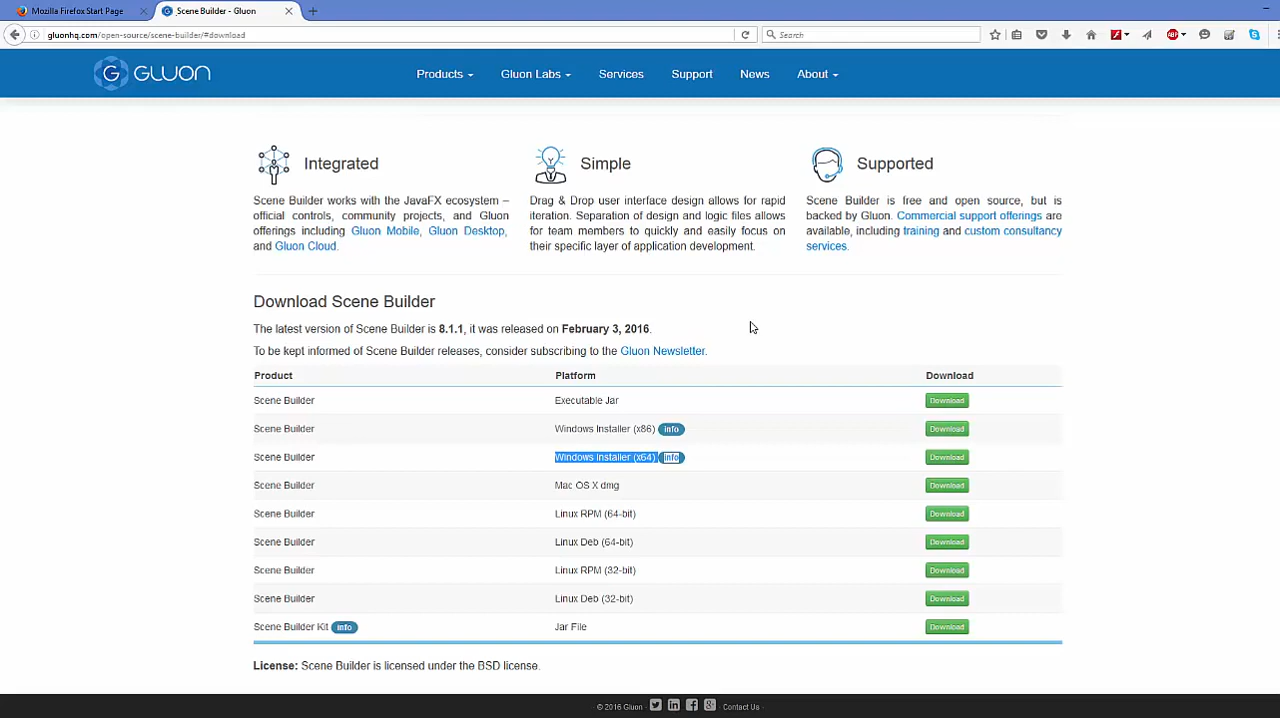 Mozilla Firefox Start Page
Scene Builder - Gluon
gluonhq.com/open-source/scene-builder/#download
Search
ABP
GLUON
Products
Gluon Labs
Services
Support
News
About
Integrated
Scene Builder works with the JavaFX ecosystem –
official controls, community projects, and Gluon
offerings including Gluon Mobile, Gluon Desktop,
and Gluon Cloud.
Simple
Drag & Drop user interface design allows for rapid
iteration. Separation of design and logic files allows
for team members to quickly and easily focus on
their specific layer of application development.
Supported
Scene Builder is free and open source, but is
backed by Gluon. Commercial support offerings are
available, including training and custom consultancy
services.
Download Scene Builder
The latest version of Scene Builder is 8.1.1, it was released on February 3, 2016.
To be kept informed of Scene Builder releases, consider subscribing to the Gluon Newsletter.
Product Platform Download
Scene Builder Executable Jar Download
Scene Builder Windows Installer (x86) info Download
Scene Builder Windows Installer (x64) info Download
Scene Builder Mac OS X dmg Download
Scene Builder Linux RPM (64-bit) Download
Scene Builder Linux Deb (64-bit) Download
Scene Builder Linux RPM (32-bit) Download
Scene Builder Linux Deb (32-bit) Download
Scene Builder Kit info Jar File Download
License: Scene Builder is licensed under the BSD license.
© 2016 Gluon · Contact Us ·